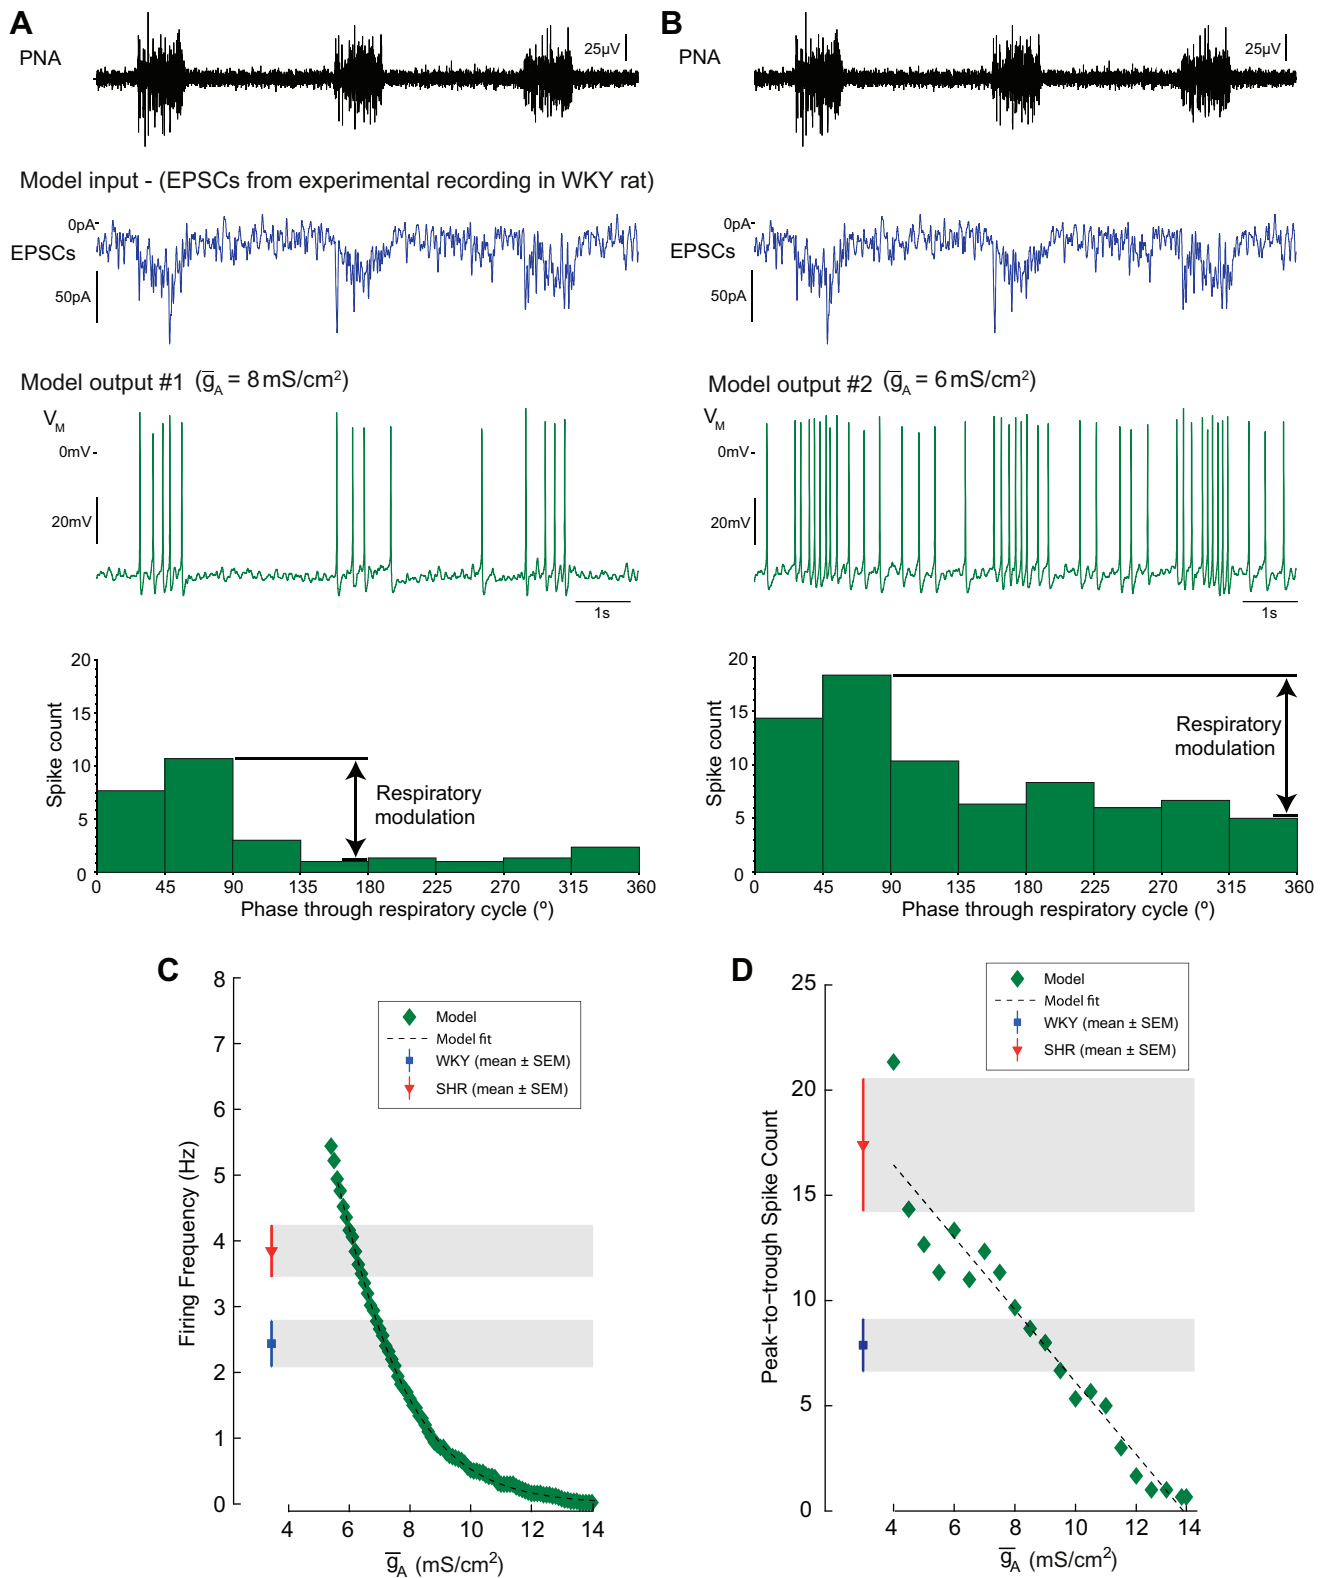 A
PNA
25µV
B
PNA
25µV
Model input - (EPSCs from experimental recording in WKY rat)
0pA
EPSCs
50pA
0pA
EPSCs
50pA
Model output #1 (g̅A = 8 mS/cm²)
VM
0mV
20mV
1s
Model output #2 (g̅A = 6 mS/cm²)
VM
0mV
20mV
1s
20
15
10
5
0
Spike count
Respiratory
modulation
0 45 90 135 180 225 270 315 360
Phase through respiratory cycle (º)
20
15
10
5
0
Spike count
Respiratory
modulation
0 45 90 135 180 225 270 315 360
Phase through respiratory cycle (º)
C
8
7
6
5
4
3
2
1
0
Firing Frequency (Hz)
Model
Model fit
WKY (mean ± SEM)
SHR (mean ± SEM)
4 6 8 10 12 14
g̅A (mS/cm²)
D
25
20
15
10
5
0
Peak−to−trough Spike Count
Model
Model fit
WKY (mean ± SEM)
SHR (mean ± SEM)
4 6 8 10 12 14
g̅A (mS/cm²)